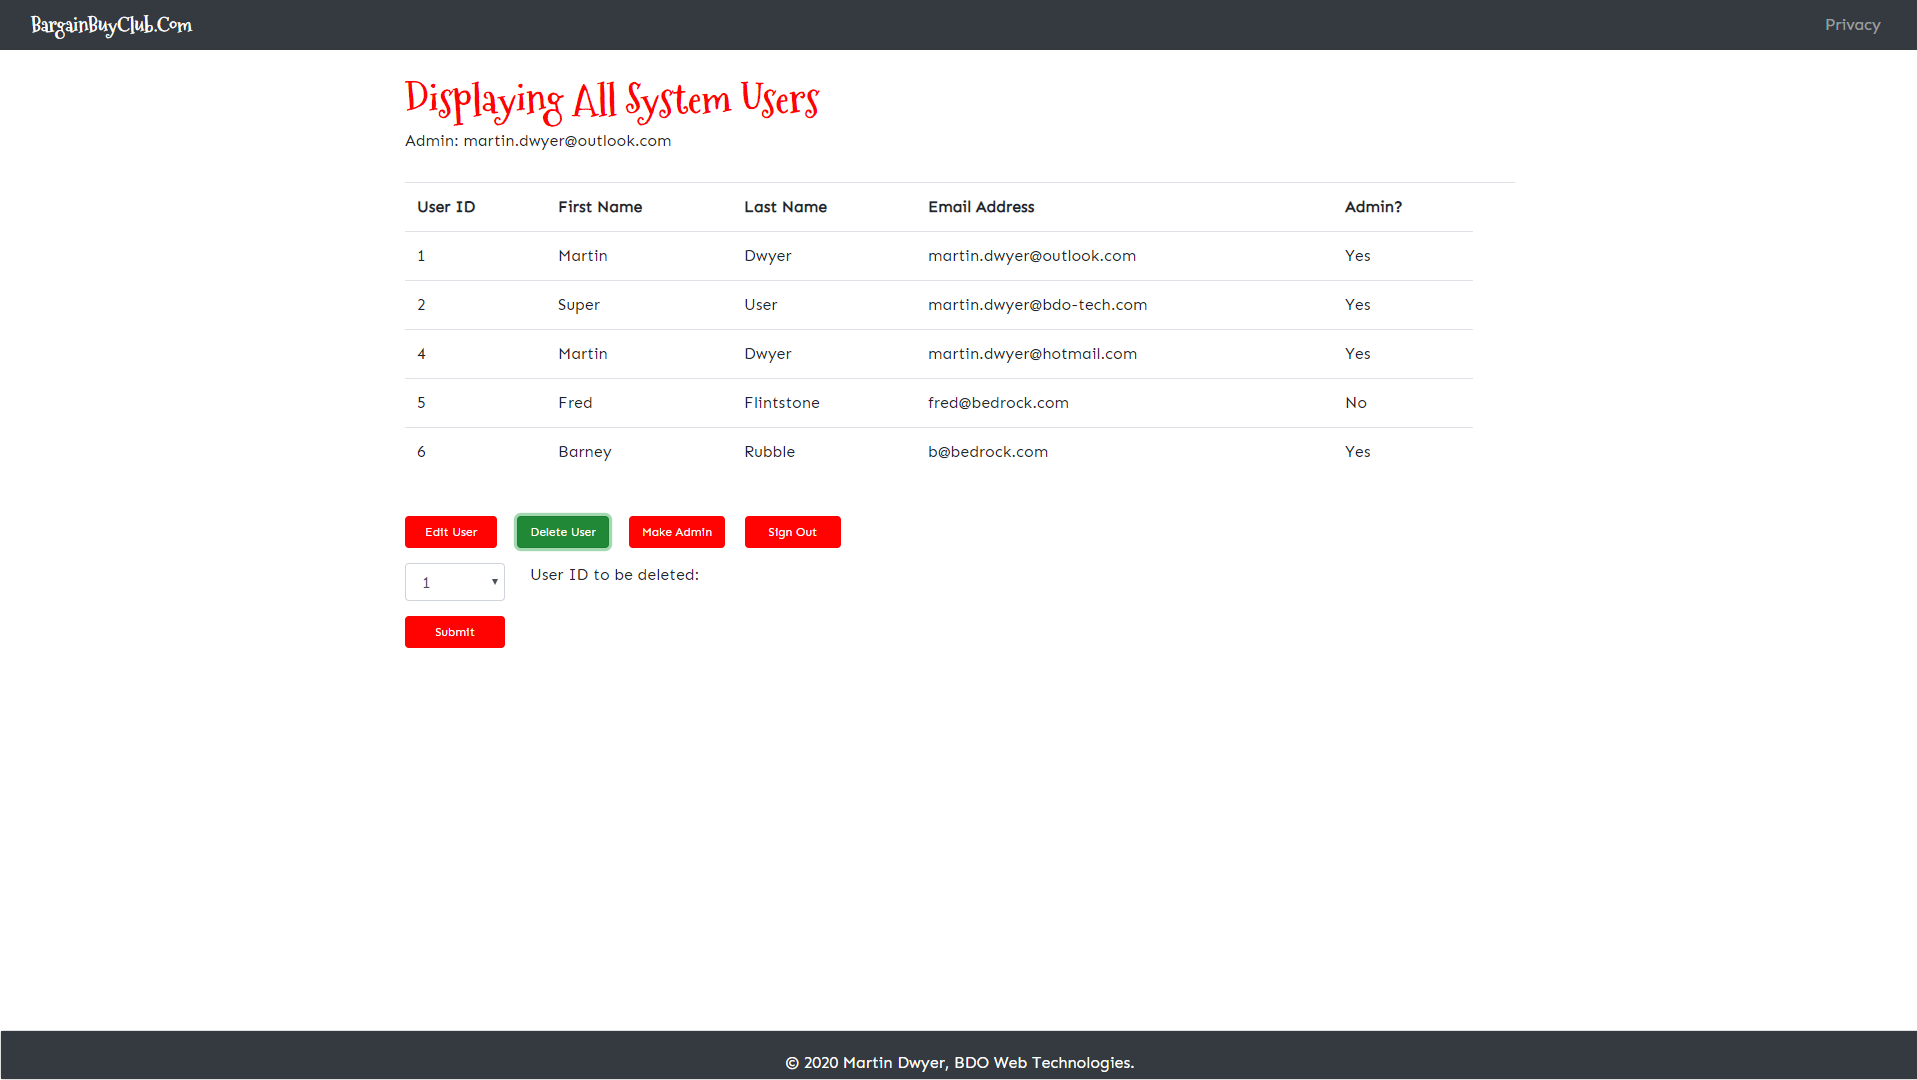 BargainBuyClub.Com Privacy
Displaying All System Users
Admin: martin.dwyer@outlook.com
User ID First Name Last Name Email Address Admin?
1 Martin Dwyer martin.dwyer@outlook.com Yes
2 Super User martin.dwyer@bdo-tech.com Yes
4 Martin Dwyer martin.dwyer@hotmail.com Yes
5 Fred Flintstone fred@bedrock.com No
6 Barney Rubble b@bedrock.com Yes
Edit User Delete User Make Admin Sign Out
1 User ID to be deleted:
Submit
© 2020 Martin Dwyer, BDO Web Technologies.